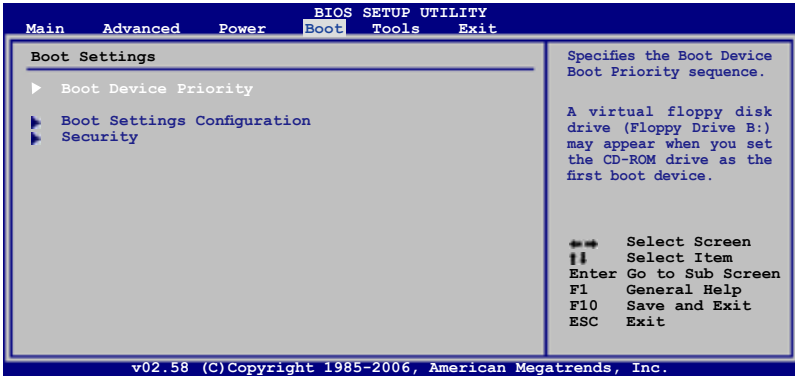 BIOS SETUP UTILITY
Main Advanced Power Boot Tools Exit
Boot Settings
Boot Device Priority
Boot Settings Configuration
Security
Specifies the Boot Device
Boot Priority sequence.
A virtual floppy disk
drive (Floppy Drive B:)
may appear when you set
the CD-ROM drive as the
first boot device.
Select Screen
Select Item
Enter Go to Sub Screen
F1 General Help
F10 Save and Exit
ESC Exit
v02.58 (C)Copyright 1985-2006, American Megatrends, Inc.